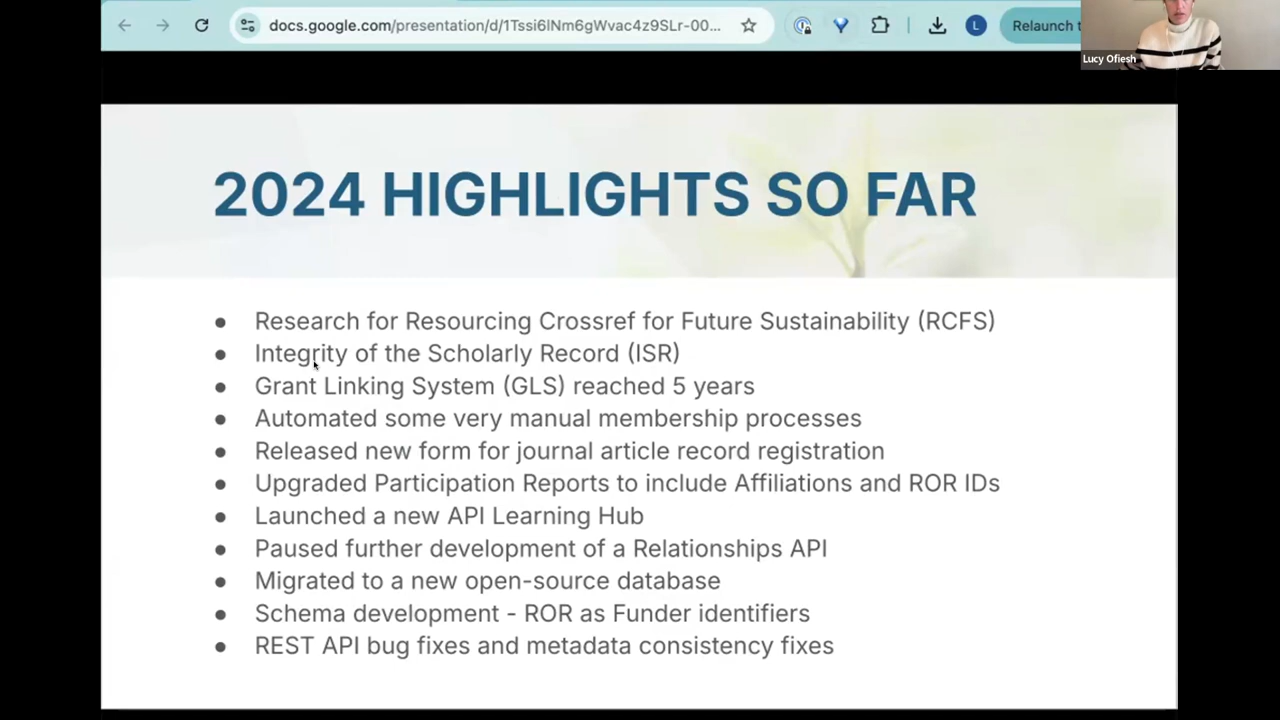 docs.google.com/presentation/d/1Tssi6lNm6gWvac4z9SLr-00...
L
Relaunch t
Lucy Ofiesh
2024 HIGHLIGHTS SO FAR
● Research for Resourcing Crossref for Future Sustainability (RCFS)
● Integrity of the Scholarly Record (ISR)
● Grant Linking System (GLS) reached 5 years
● Automated some very manual membership processes
● Released new form for journal article record registration
● Upgraded Participation Reports to include Affiliations and ROR IDs
● Launched a new API Learning Hub
● Paused further development of a Relationships API
● Migrated to a new open-source database
● Schema development - ROR as Funder identifiers
● REST API bug fixes and metadata consistency fixes